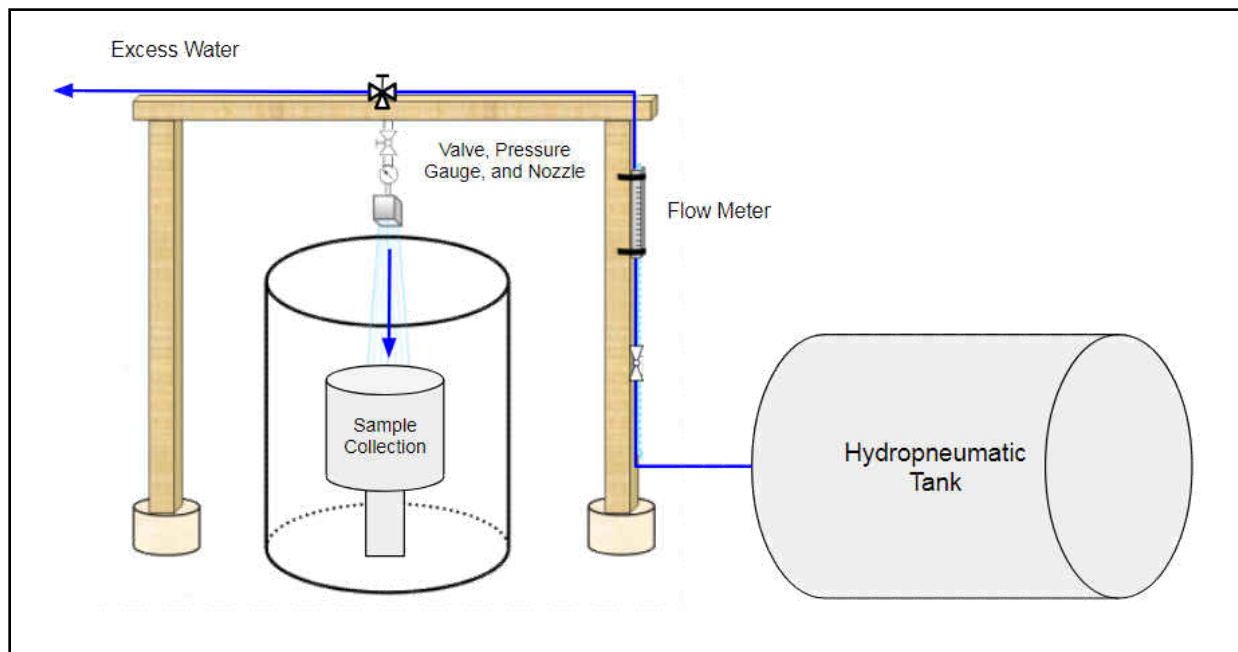 Excess Water
Valve, Pressure
Gauge, and Nozzle
Flow Meter
Sample
Collection
Hydropneumatic
Tank